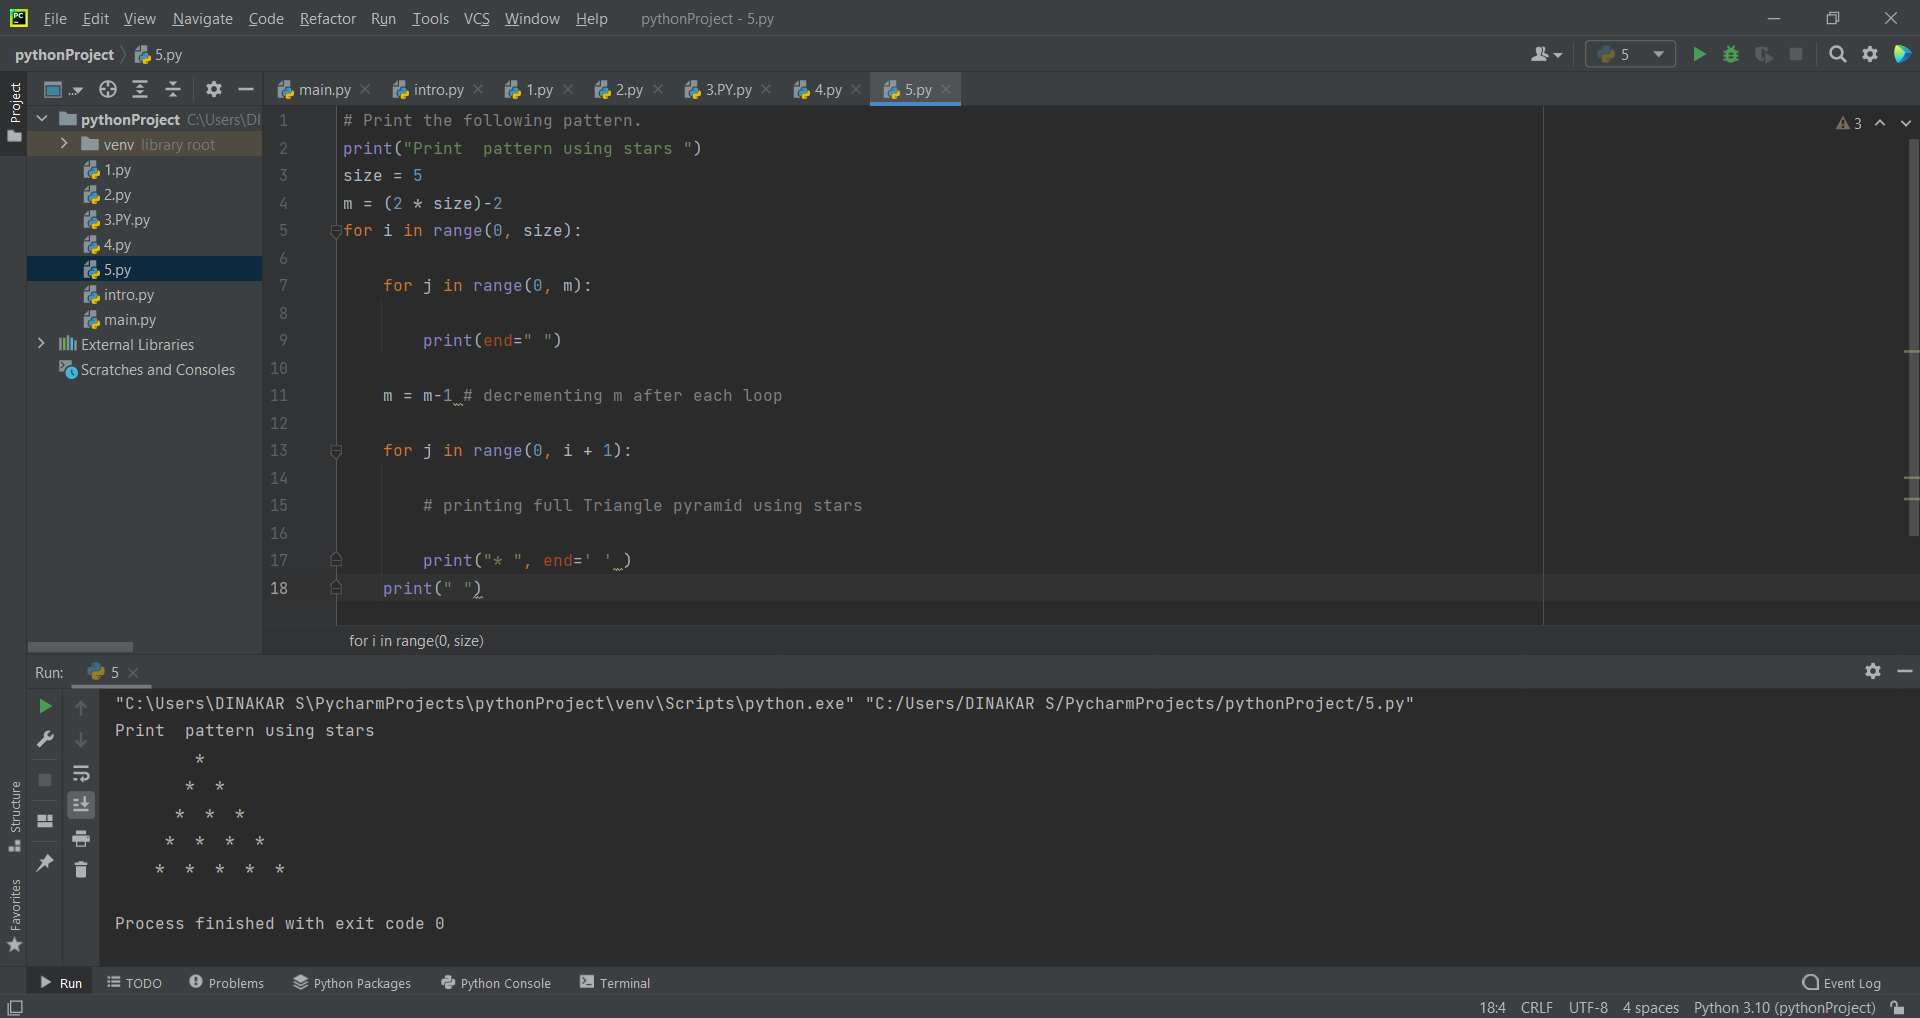 File Edit View Navigate Code Refactor Run Tools VCS Window Help pythonProject - 5.py
pythonProject 5.py 5
Project
main.py intro.py 1.py 2.py 3.PY.py 4.py 5.py
pythonProject C:\Users\DI
venv library root
1.py
2.py
3.PY.py
4.py
5.py
intro.py
main.py
External Libraries
Scratches and Consoles
3
1 # Print the following pattern.
2 print("Print  pattern using stars ")
3 size = 5
4 m = (2 * size)-2
5 for i in range(0, size):
6
7     for j in range(0, m):
8
9         print(end=" ")
10
11     m = m-1 # decrementing m after each loop
12
13     for j in range(0, i + 1):
14
15         # printing full Triangle pyramid using stars
16
17         print("* ", end=' ' )
18     print(" ")
for i in range(0, size)
Run: 5
"C:\Users\DINAKAR S\PycharmProjects\pythonProject\venv\Scripts\python.exe" "C:/Users/DINAKAR S/PycharmProjects/pythonProject/5.py"
Print  pattern using stars
        *
       *  *
      *  *  *
     *  *  *  *
    *  *  *  *  *
Process finished with exit code 0
Structure
Favorites
Run TODO Problems Python Packages Python Console Terminal Event Log
18:4 CRLF UTF-8 4 spaces Python 3.10 (pythonProject)